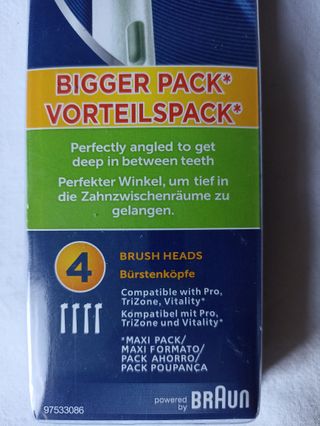 BIGGER PACK*
VORTEILSPACK*
Perfectly angled to get
deep in between teeth
Perfekter Winkel, um tief in
die Zahnzwischenräume zu
gelangen.
4
BRUSH HEADS
Bürstenköpfe
Compatible with Pro,
TriZone, Vitality*
Kompatibel mit Pro,
TriZone und Vitality*
*MAXI PACK/
MAXI FORMATO/
PACK AHORRO/
PACK POUPANÇA
97533086
powered by BRAUN